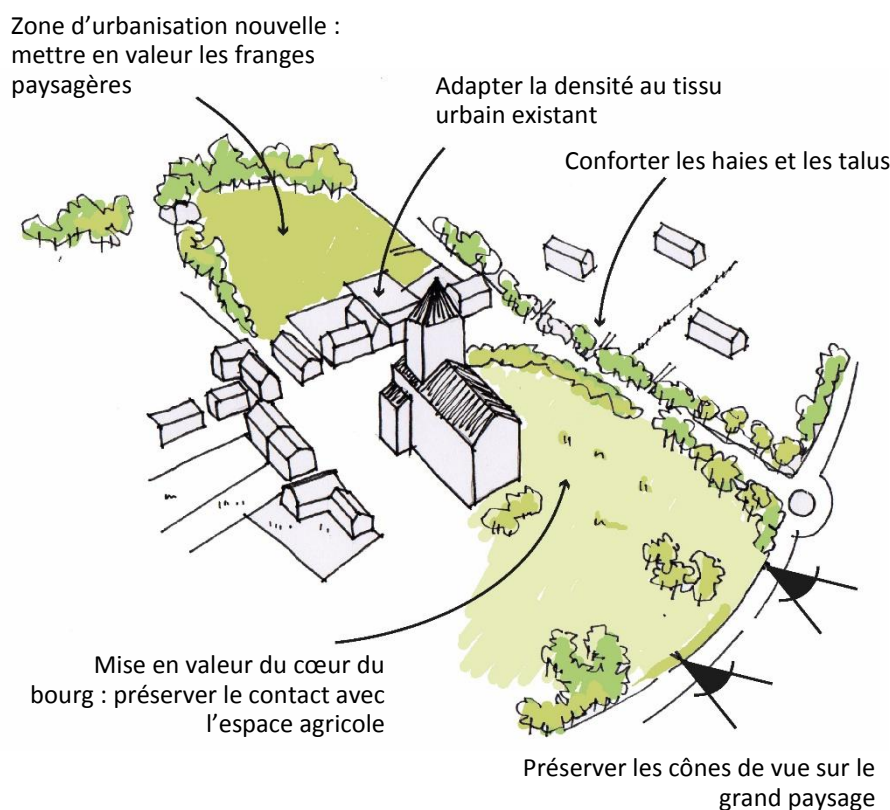 Zone d’urbanisation nouvelle :
mettre en valeur les franges
paysagères
Adapter la densité au tissu
urbain existant
Conforter les haies et les talus
Mise en valeur du cœur du
bourg : préserver le contact avec
l’espace agricole
Préserver les cônes de vue sur le
grand paysage